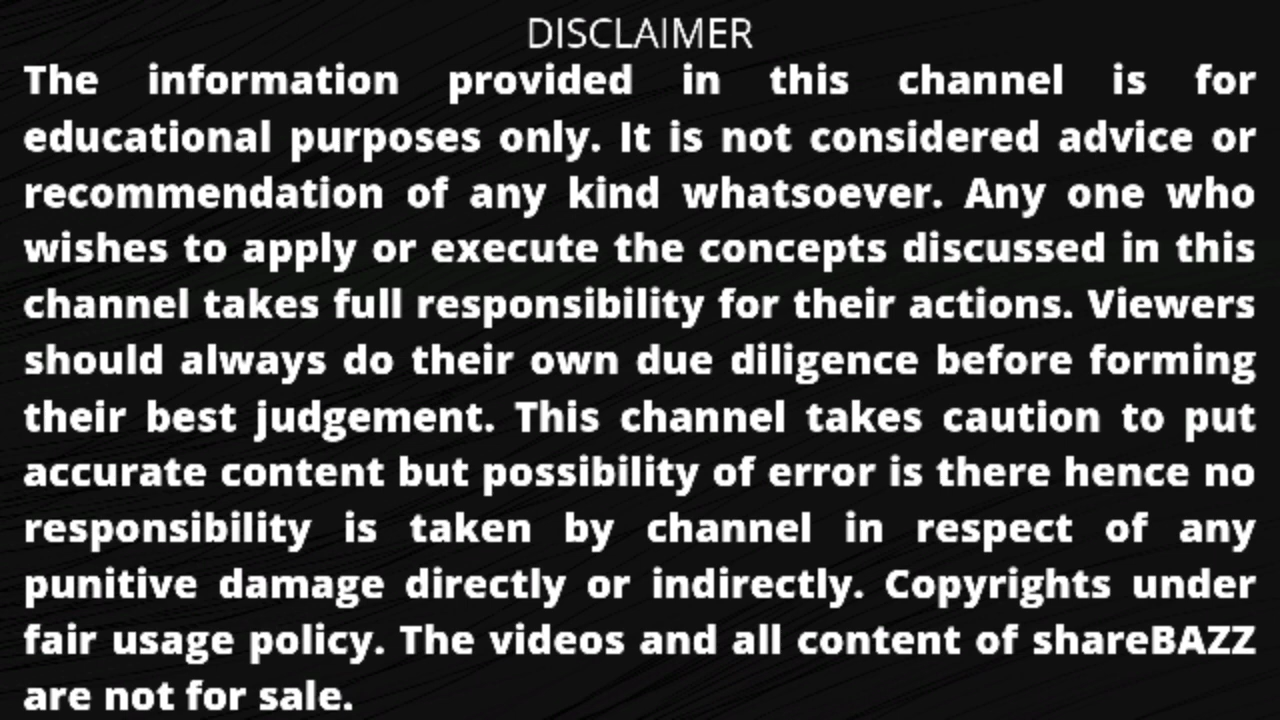 DISCLAIMER
The information provided in this channel is for
educational purposes only. It is not considered advice or
recommendation of any kind whatsoever. Any one who
wishes to apply or execute the concepts discussed in this
channel takes full responsibility for their actions. Viewers
should always do their own due diligence before forming
their best judgement. This channel takes caution to put
accurate content but possibility of error is there hence no
responsibility is taken by channel in respect of any
punitive damage directly or indirectly. Copyrights under
fair usage policy. The videos and all content of shareBAZZ
are not for sale.